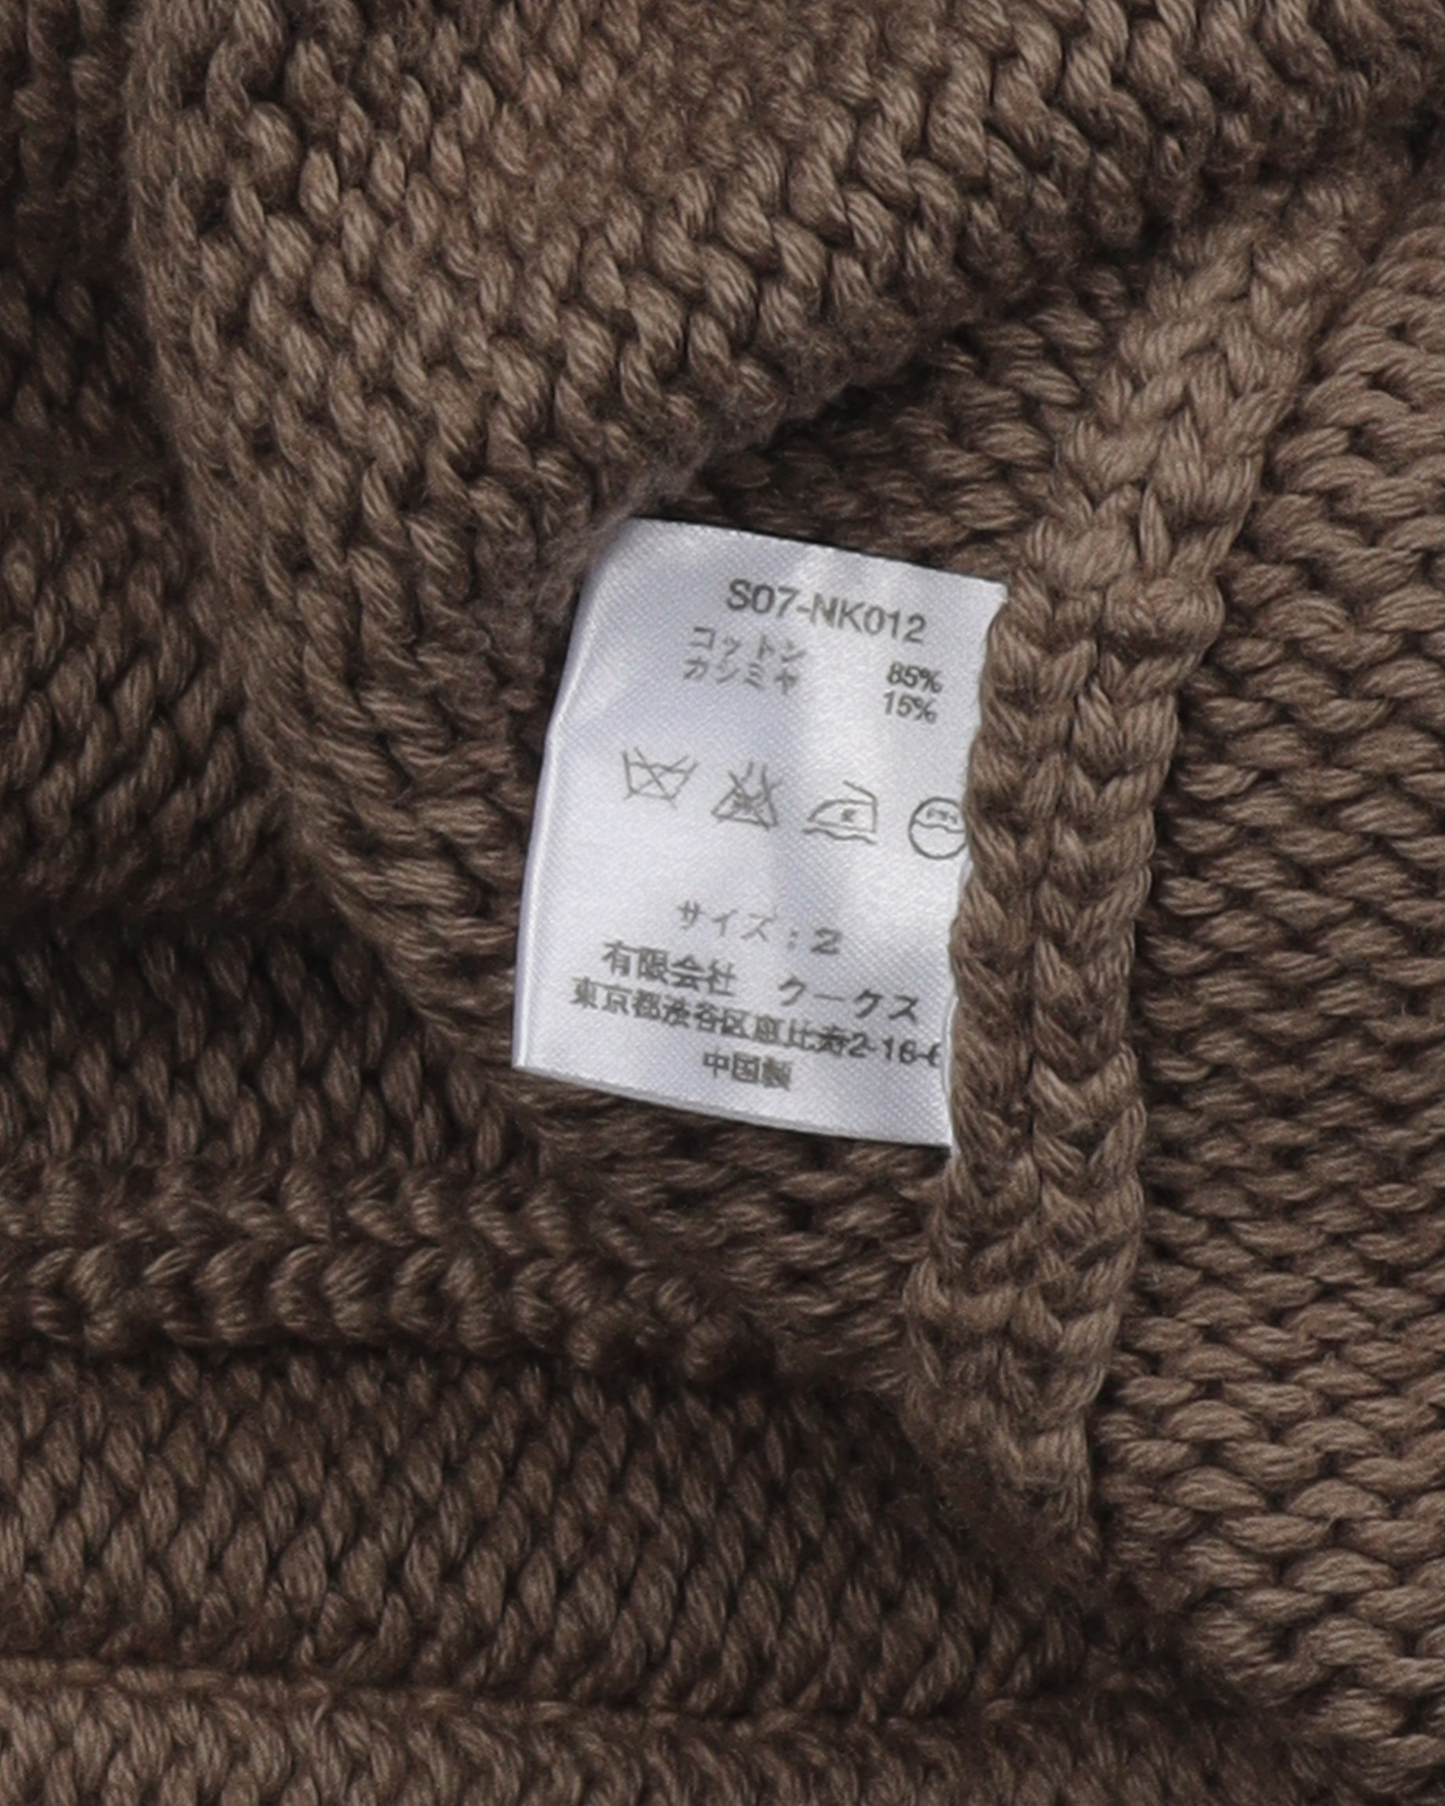 S07-NK012
コットン 85%
カシミヤ 15%
サイズ：2
有限会社 クークス
東京都渋谷区恵比寿2-16-6
中国製